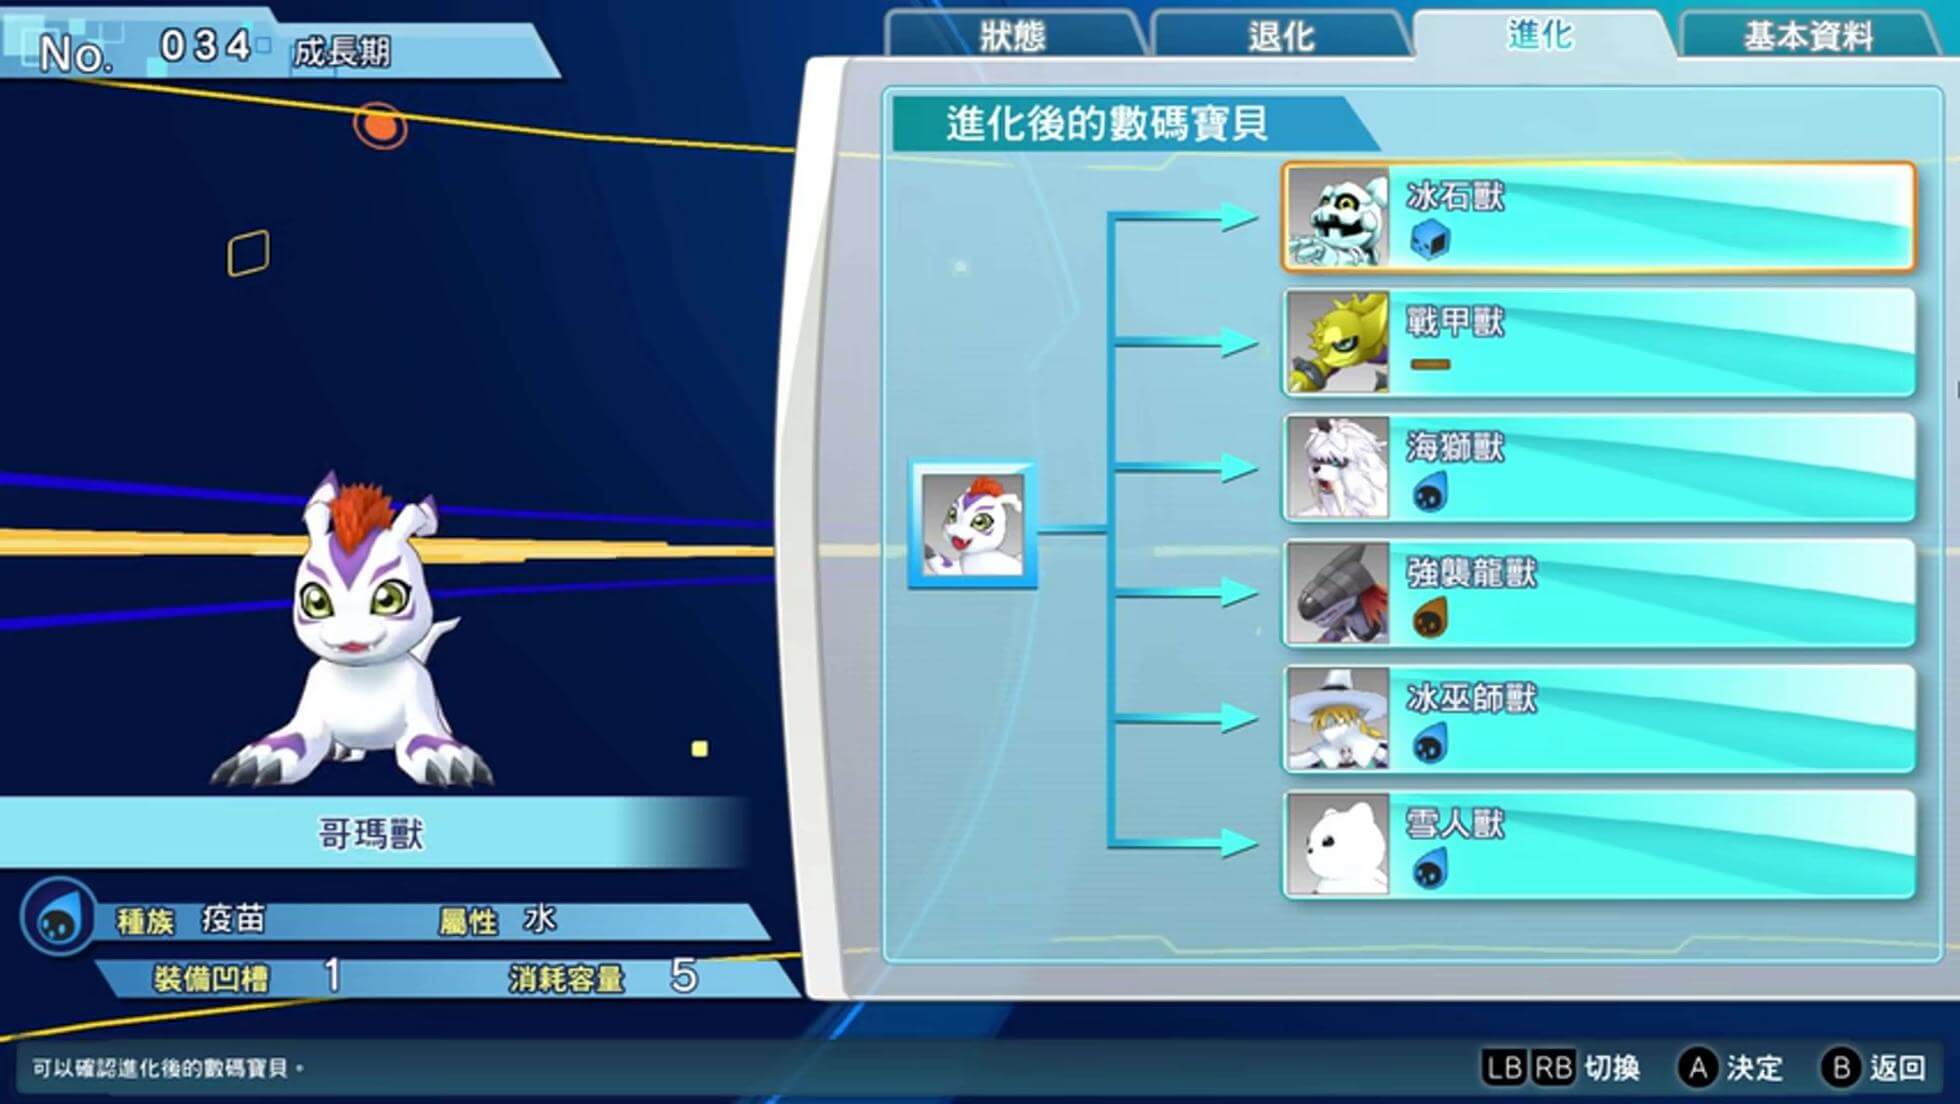 No. 034 成長期
狀態 退化 進化 基本資料
進化後的數碼寶貝
冰石獸
戰甲獸
海獅獸
強襲龍獸
冰巫師獸
雪人獸
哥瑪獸
種族 疫苗 屬性 水
裝備凹槽 1 消耗容量 5
可以確認進化後的數碼寶貝。
LB RB 切換 A 決定 B 返回